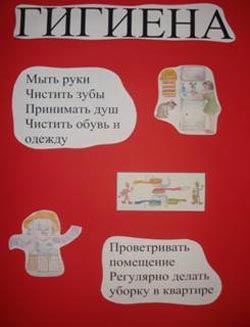 ГИГИЕНА
Мыть руки
Чистить зубы
Принимать душ
Чистить обувь и
одежду
Проветривать
помещение
Регулярно делать
уборку в квартире